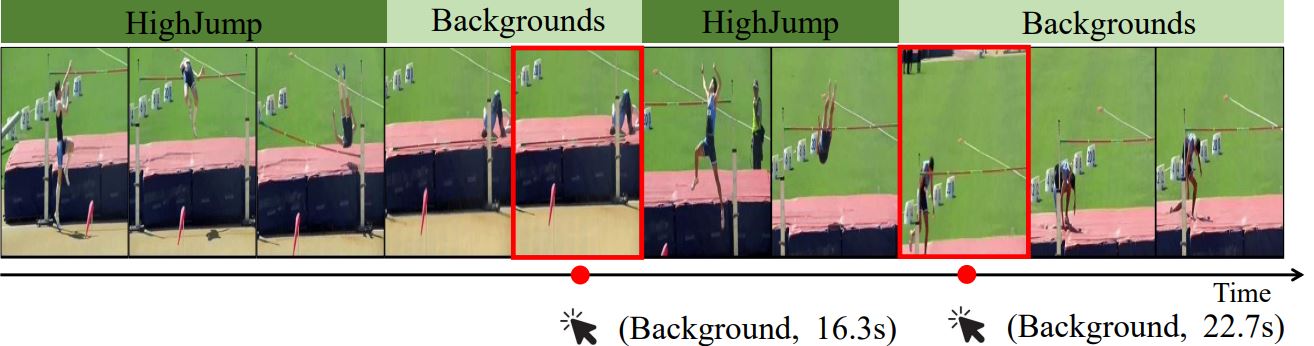 HighJump
Backgrounds
HighJump
Backgrounds
Time
(Background, 16.3s)
(Background, 22.7s)